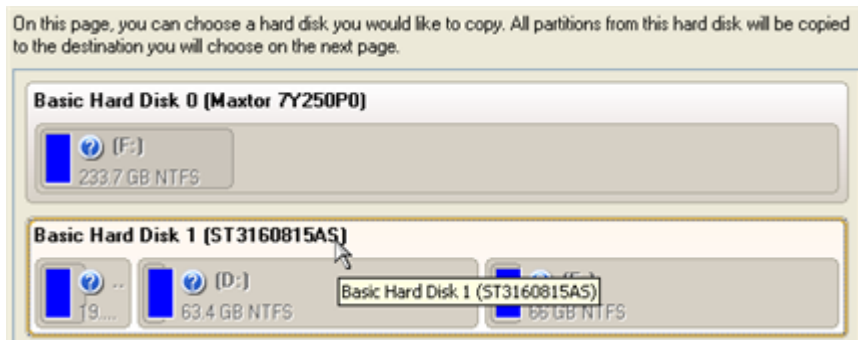 On this page, you can choose a hard disk you would like to copy. All partitions from this hard disk will be copied
to the destination you will choose on the next page.
Basic Hard Disk 0 (Maxtor 7Y250P0)
(F:)
233.7 GB NTFS
Basic Hard Disk 1 (ST3160815AS)
..
(D:)
19....
63.4 GB NTFS
Basic Hard Disk 1 (ST3160815AS)
66 GB NTFS